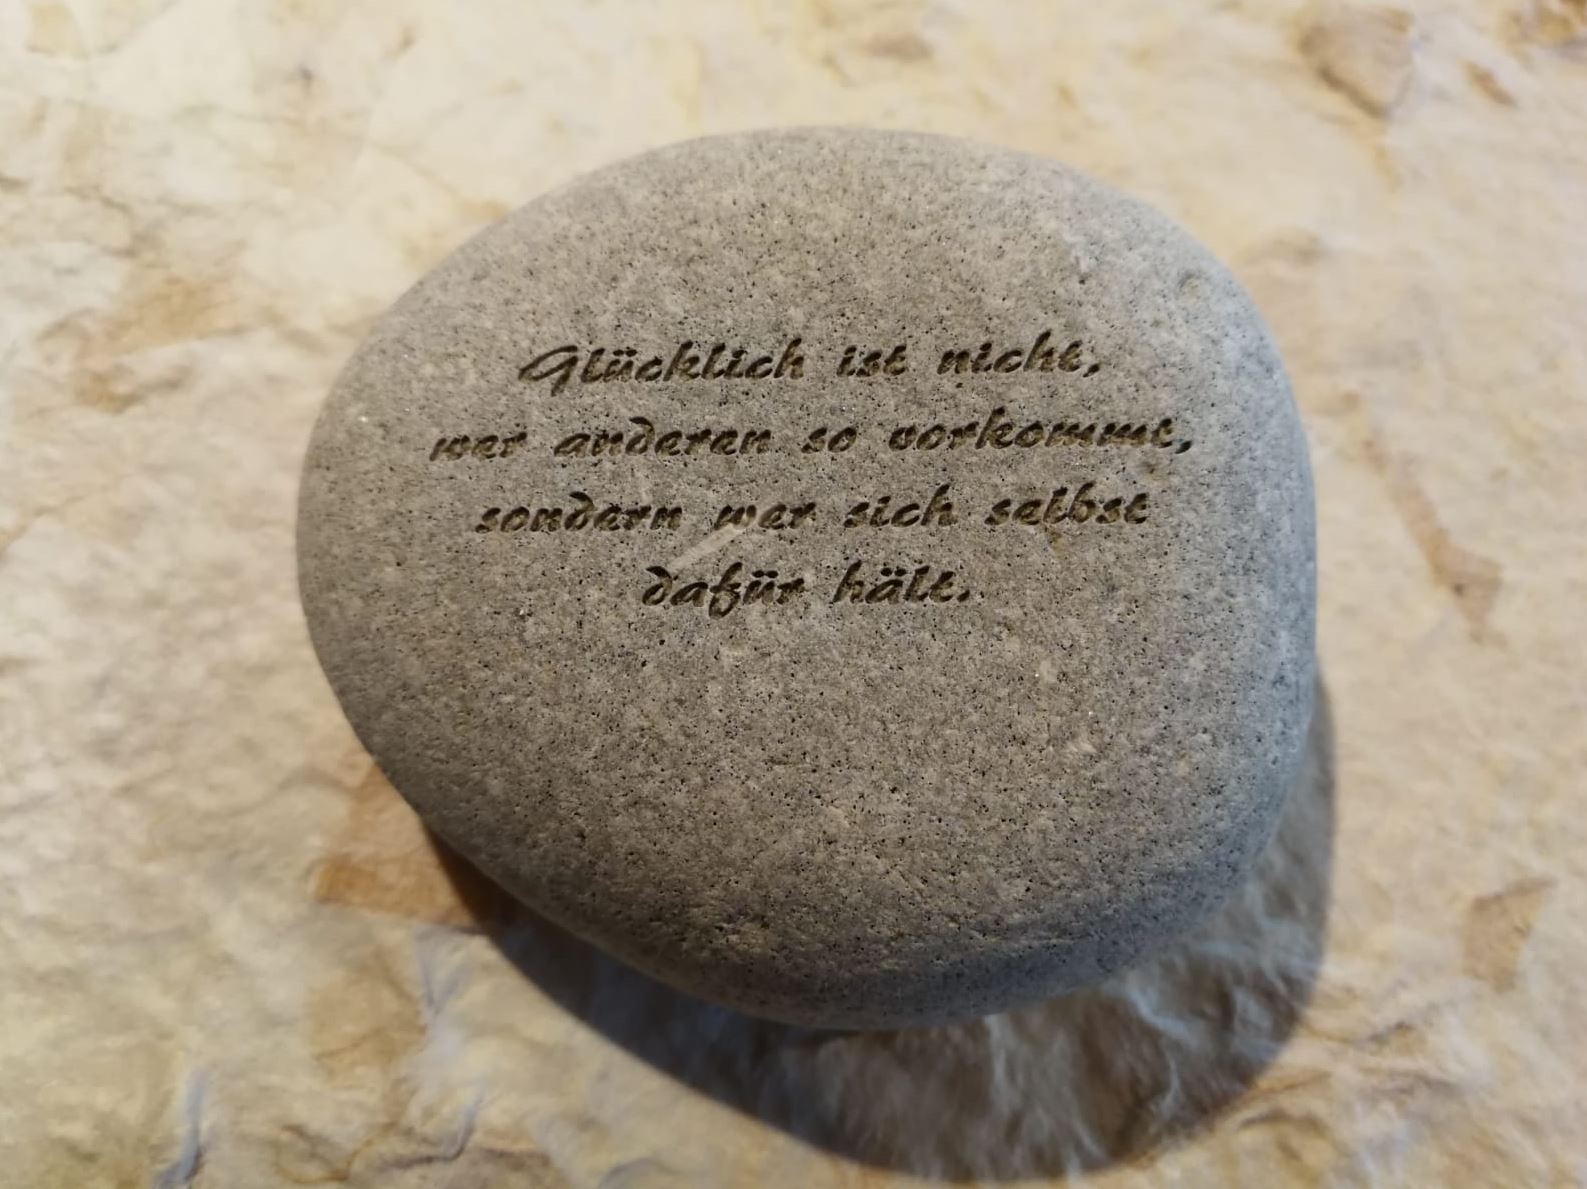 Glücklich ist nicht,
wer anderen so vorkommt,
sondern wer sich selbst
dafür hält.